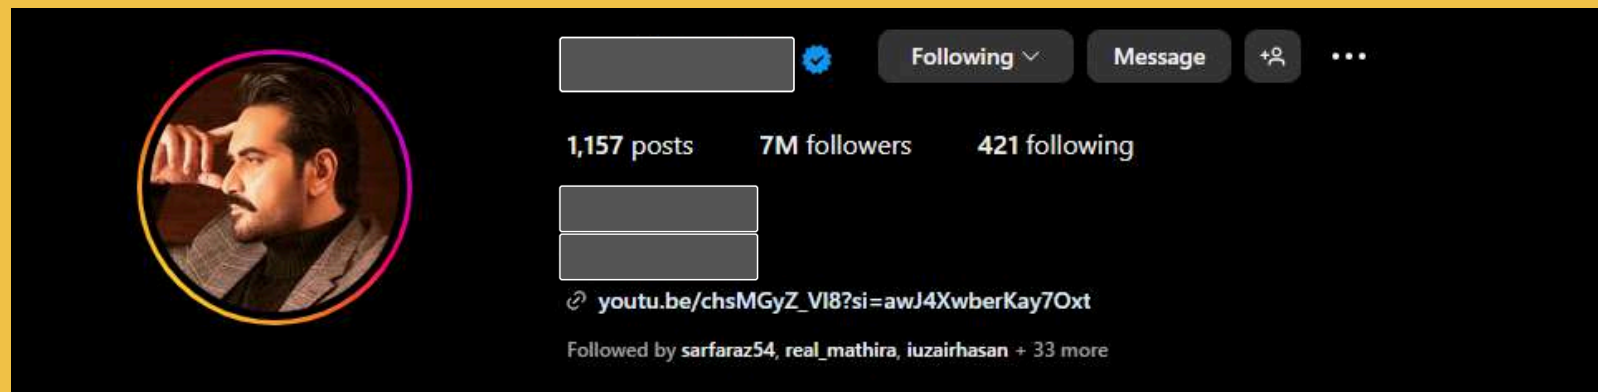 Following Message
1,157 posts 7M followers 421 following
youtu.be/chsMGyZ_VI8?si=awJ4XwberKay7Oxt
Followed by sarfaraz54, real_mathira, iuzairhasan + 33 more